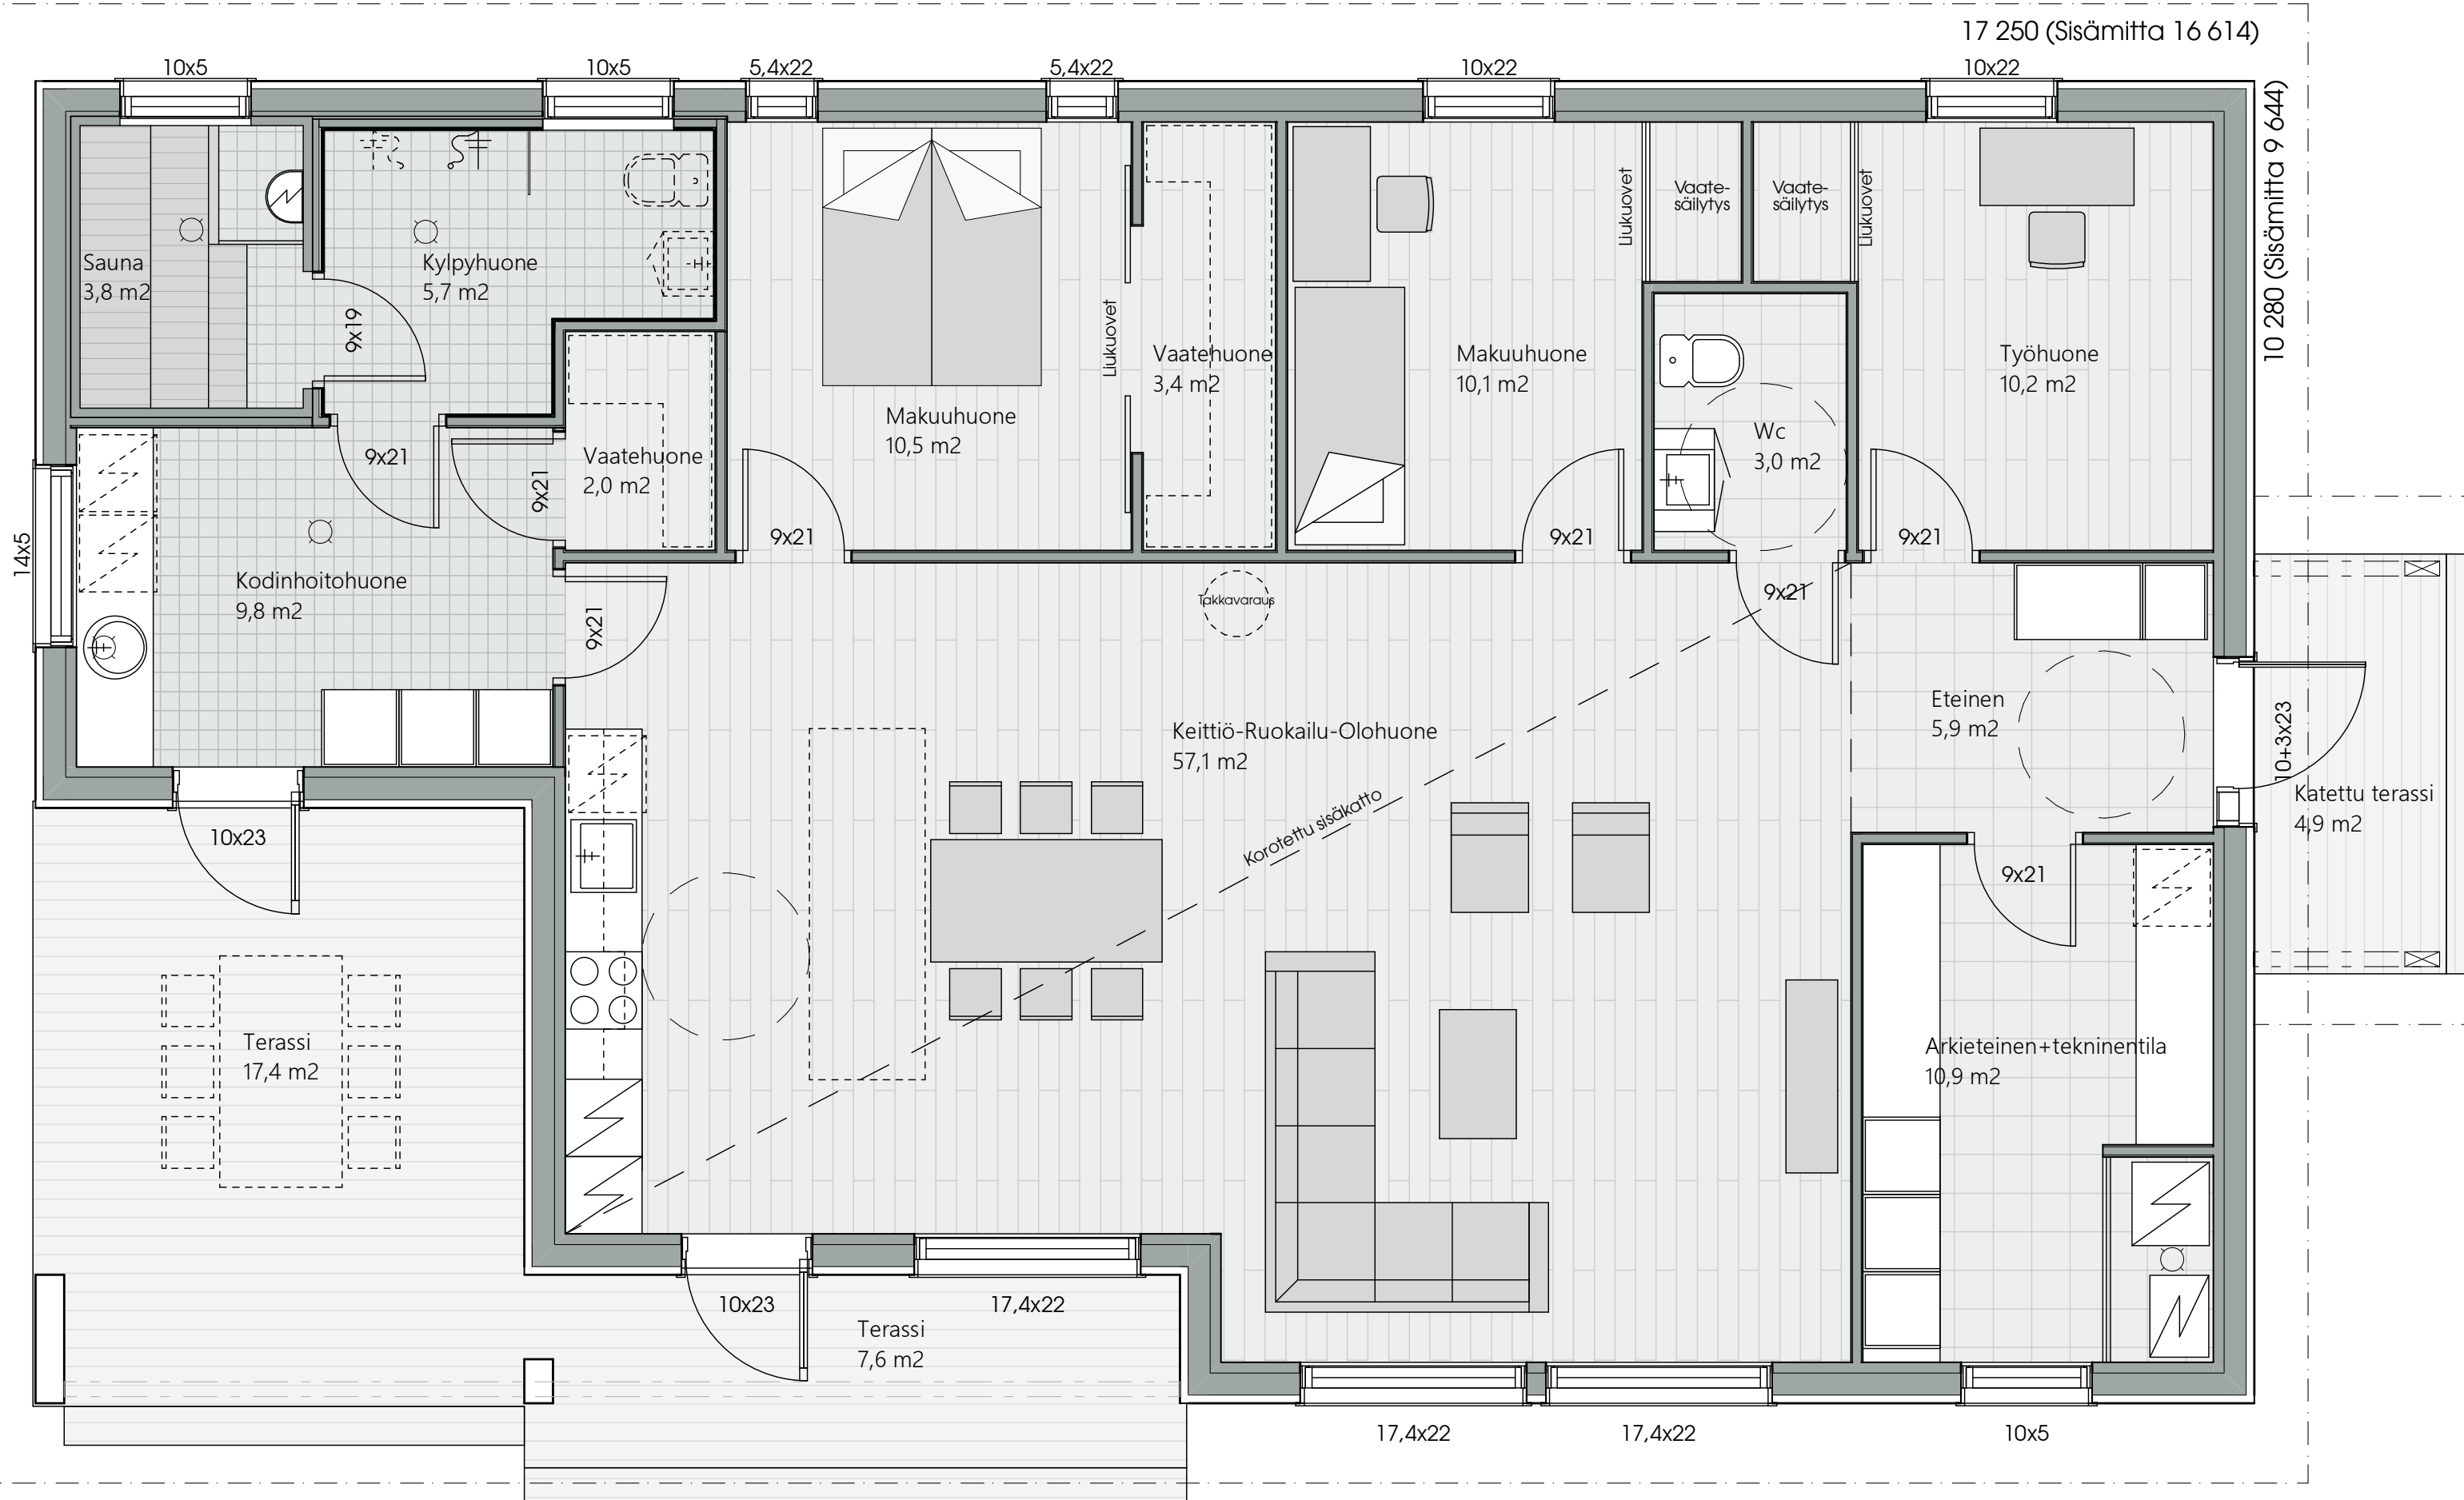 17 250 (Sisämitta 16 614)
10x5
10x5
5,4x22
5,4x22
10x22
10x22
10 280 (Sisämitta 9 644)
Sauna
3,8 m2
Kylpyhuone
5,7 m2
9x19
Liukuovet
Vaatehuone
3,4 m2
Makuuhuone
10,1 m2
Liukuovet
Vaate-
säilytys
Vaate-
säilytys
Liukuovet
Työhuone
10,2 m2
Makuuhuone
10,5 m2
Wc
3,0 m2
9x21
9x21
Vaatehuone
2,0 m2
9x21
9x21
9x21
14x5
Kodinhoitohuone
9,8 m2
9x21
Takkavaraus
9x21
Keittiö-Ruokailu-Olohuone
57,1 m2
Eteinen
5,9 m2
10+3x23
Katettu terassi
4,9 m2
Korotettu sisäkatto
10x23
9x21
Terassi
17,4 m2
Arkieteinen+tekninentila
10,9 m2
10x23
17,4x22
Terassi
7,6 m2
17,4x22
17,4x22
10x5